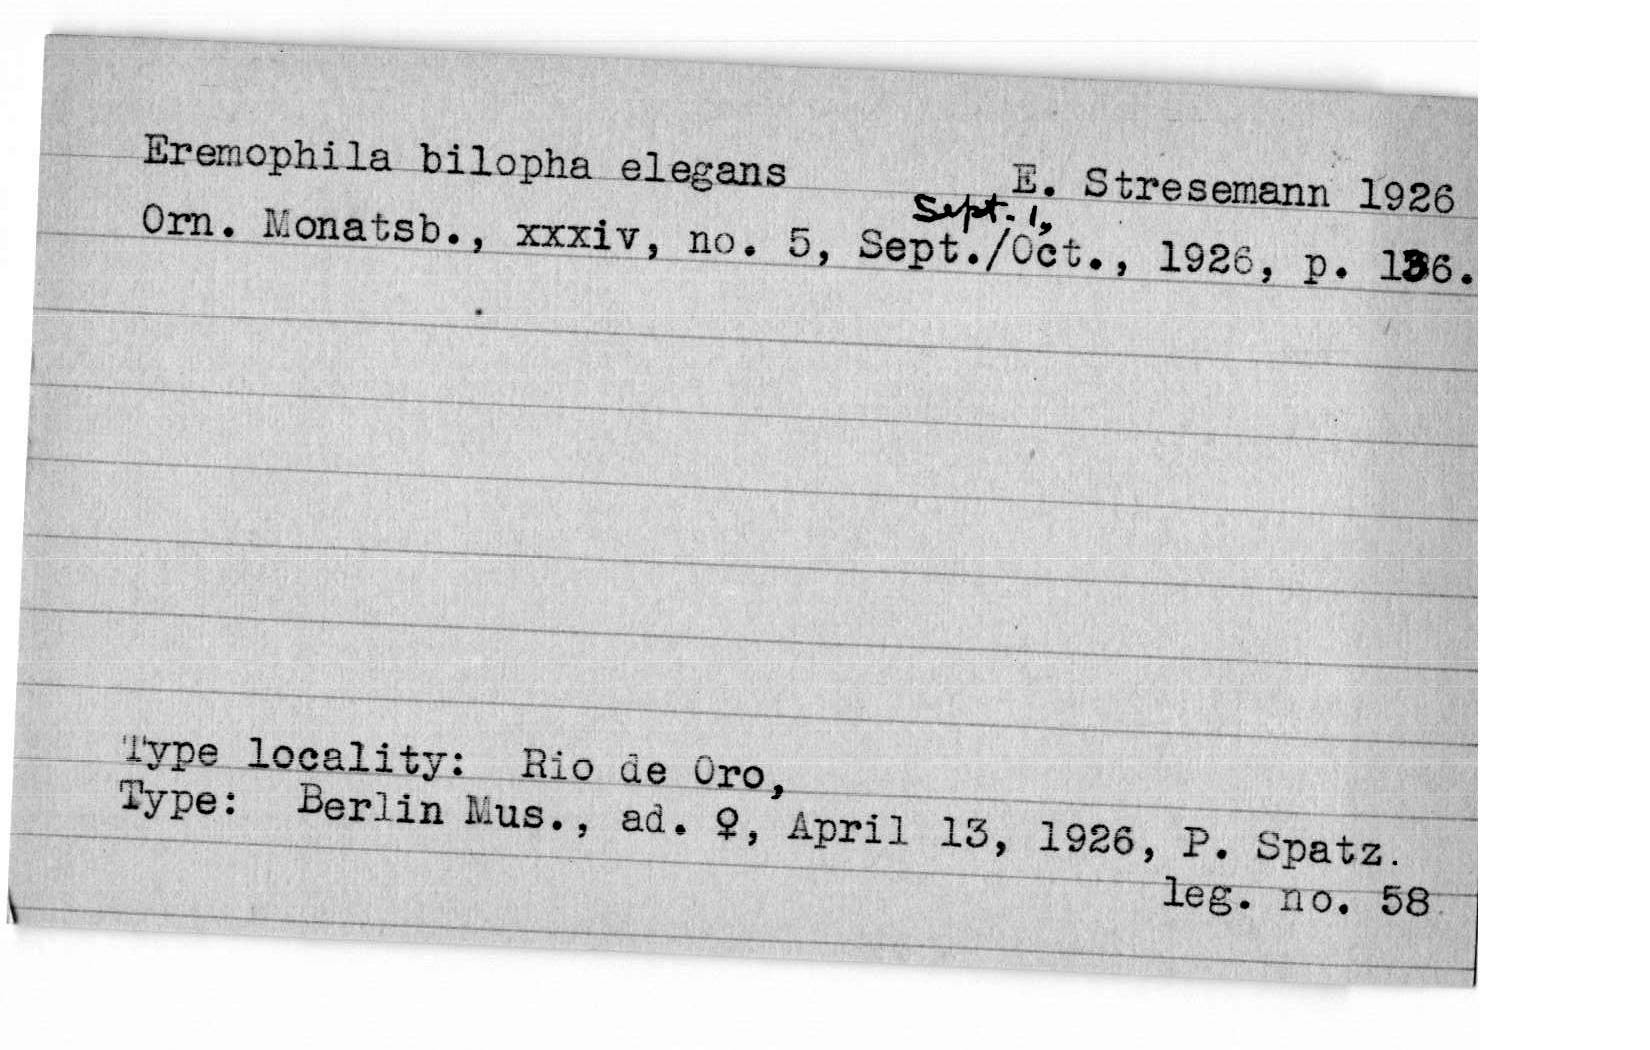 Eremophila bilopha elegans E. Stresemann 1926
Sept. 1,
Orn. Monatsb., xxxiv, no. 5, Sept./Oct., 1926, p. 136.
Type locality: Rio de Oro,
Type: Berlin Mus., ad. ♀, April 13, 1926, P. Spatz.
leg. no. 58